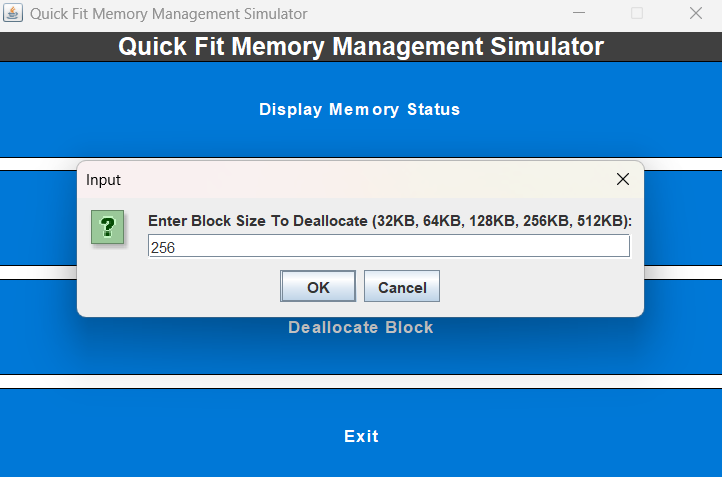 Quick Fit Memory Management Simulator
Quick Fit Memory Management Simulator
Display Memory Status
Input
Enter Block Size To Deallocate (32KB, 64KB, 128KB, 256KB, 512KB):
?
256
OK Cancel
Deallocate Block
Exit